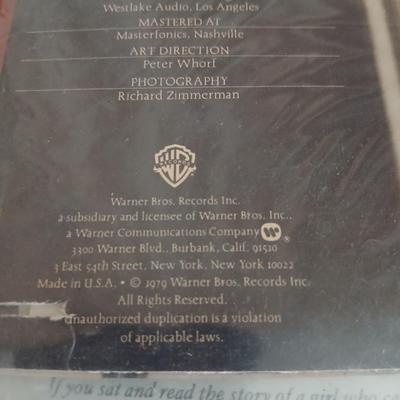 Westlake Audio, Los Angeles
MASTERED AT
Masterfonics, Nashville
ART DIRECTION
Peter Whorf
PHOTOGRAPHY
Richard Zimmerman
WB
RECORDS
Warner Bros. Records Inc.
a subsidiary and licensee of Warner Bros. Inc.,
a Warner Communications Company ®.
3300 Warner Blvd., Burbank, Calif. 91510
3 East 54th Street, New York, New York 10022
Made in U.S.A. • © 1979 Warner Bros. Records Inc.
All Rights Reserved.
Unauthorized duplication is a violation
of applicable laws.
If you sat and read the story of a girl who